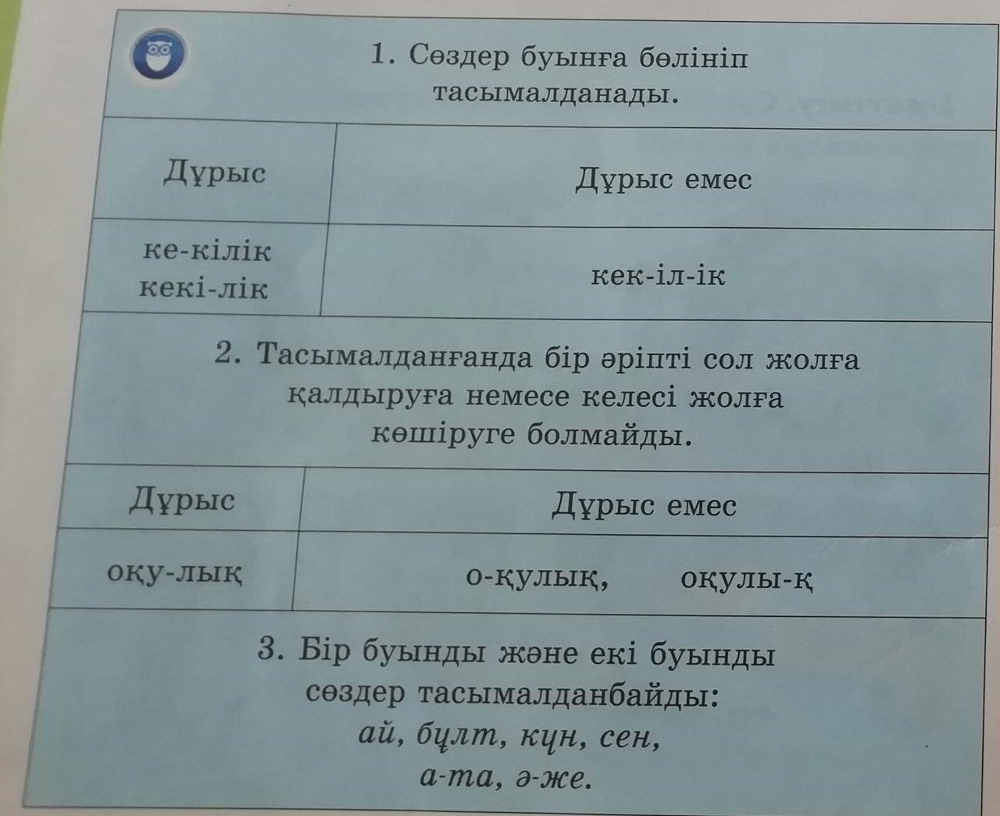 1. Сөздер буынға бөлініп
тасымалданады.
Дұрыс
Дұрыс емес
ке-кілік
кекі-лік
кек-іл-ік
2. Тасымалданғанда бір әріпті сол жолға
қалдыруға немесе келесі жолға
көшіруге болмайды.
Дұрыс
Дұрыс емес
оқу-лық
о-қулық, оқулы-қ
3. Бір буынды және екі буынды
сөздер тасымалданбайды:
ай, бұлт, күн, сен,
а-та, ә-же.